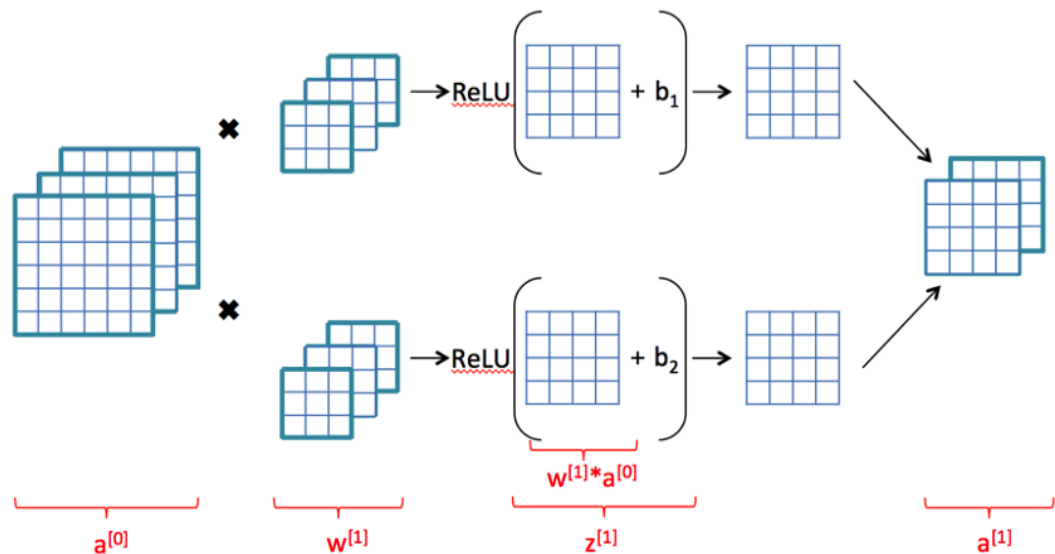 ✖ ReLU + b₁
✖ ReLU + b₂
w[1]*a[0]
a[0] w[1] z[1] a[1]